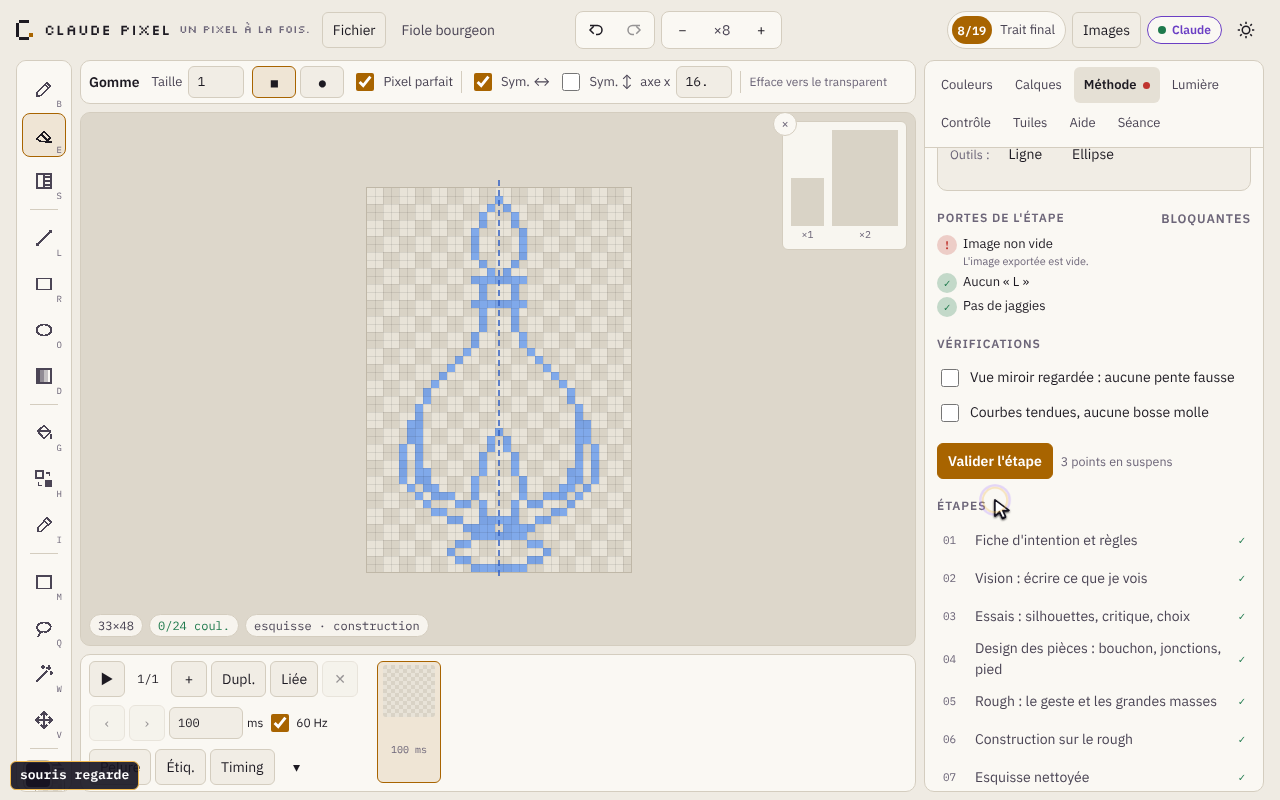 CLAUDE PIXEL UN PIXEL À LA FOIS. Fichier Fiole bourgeon − ×8 + 8/19 Trait final Images Claude
Gomme Taille 1 Pixel parfait Sym. ↔ Sym. ↕ axe x 16. Efface vers le transparent
B
E
S
L
R
O
D
G
H
I
M
Q
W
V
×
×1 ×2
33×48 0/24 coul. esquisse · construction
1/1 + Dupl. Liée ×
‹ › 100 ms 60 Hz
Étiq. Timing ▼
100 ms
souris regarde
Couleurs Calques Méthode Lumière
Contrôle Tuiles Aide Séance
Outils : Ligne Ellipse
PORTES DE L'ÉTAPE BLOQUANTES
! Image non vide
L'image exportée est vide.
✓ Aucun « L »
✓ Pas de jaggies
VÉRIFICATIONS
Vue miroir regardée : aucune pente fausse
Courbes tendues, aucune bosse molle
Valider l'étape 3 points en suspens
ÉTAPES
01 Fiche d'intention et règles ✓
02 Vision : écrire ce que je vois ✓
03 Essais : silhouettes, critique, choix ✓
04 Design des pièces : bouchon, jonctions, pied ✓
05 Rough : le geste et les grandes masses ✓
06 Construction sur le rough ✓
07 Esquisse nettoyée ✓